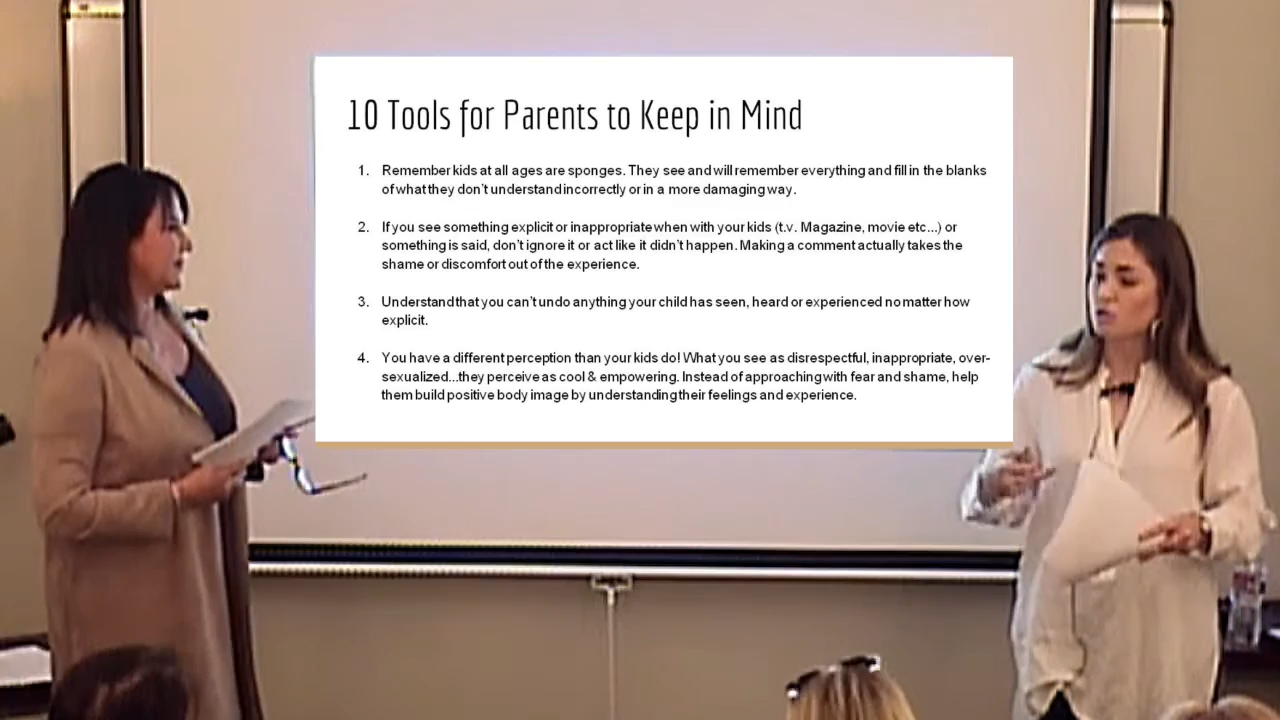 10 Tools for Parents to Keep in Mind
1. Remember kids at all ages are sponges. They see and will remember everything and fill in the blanks
of what they don't understand incorrectly or in a more damaging way.
2. If you see something explicit or inappropriate when with your kids (t.v. Magazine, movie etc...) or
something is said, don't ignore it or act like it didn't happen. Making a comment actually takes the
shame or discomfort out of the experience.
3. Understand that you can't undo anything your child has seen, heard or experienced no matter how
explicit.
4. You have a different perception than your kids do! What you see as disrespectful, inappropriate, over-
sexualized...they perceive as cool & empowering. Instead of approaching with fear and shame, help
them build positive body image by understanding their feelings and experience.